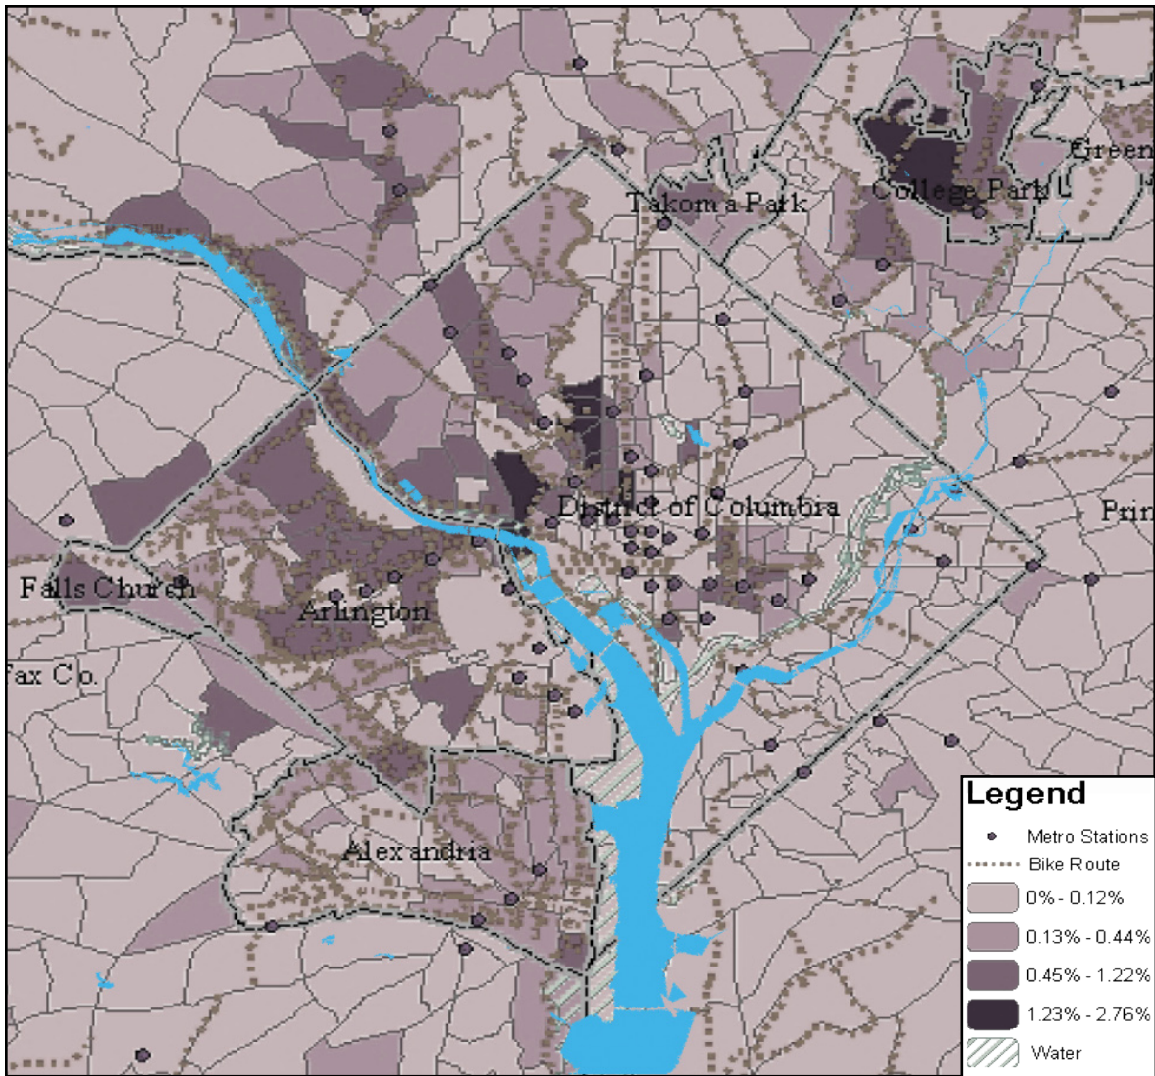 Green
College Park
Takoma Park
District of Columbia
Prin
Falls Church
Arlington
Fax Co.
Alexandria
Legend
Metro Stations
Bike Route
0% - 0.12%
0.13% - 0.44%
0.45% - 1.22%
1.23% - 2.76%
Water